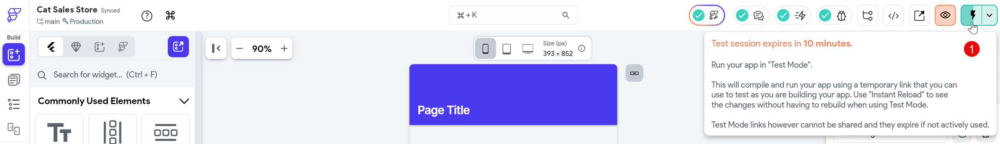 Cat Sales Store Synced
main Production
⌘ + K
Build
90%
Size (px)
393 × 852
Search for widget... (Ctrl + F)
Commonly Used Elements
Tт
Page Title
Test session expires in 10 minutes.
1
Run your app in "Test Mode".
This will compile and run your app using a temporary link that you can
use to test as you are building your app. Use "Instant Reload" to see
the changes without having to rebuild when using Test Mode.
Test Mode links however cannot be shared and they expire if not actively used.